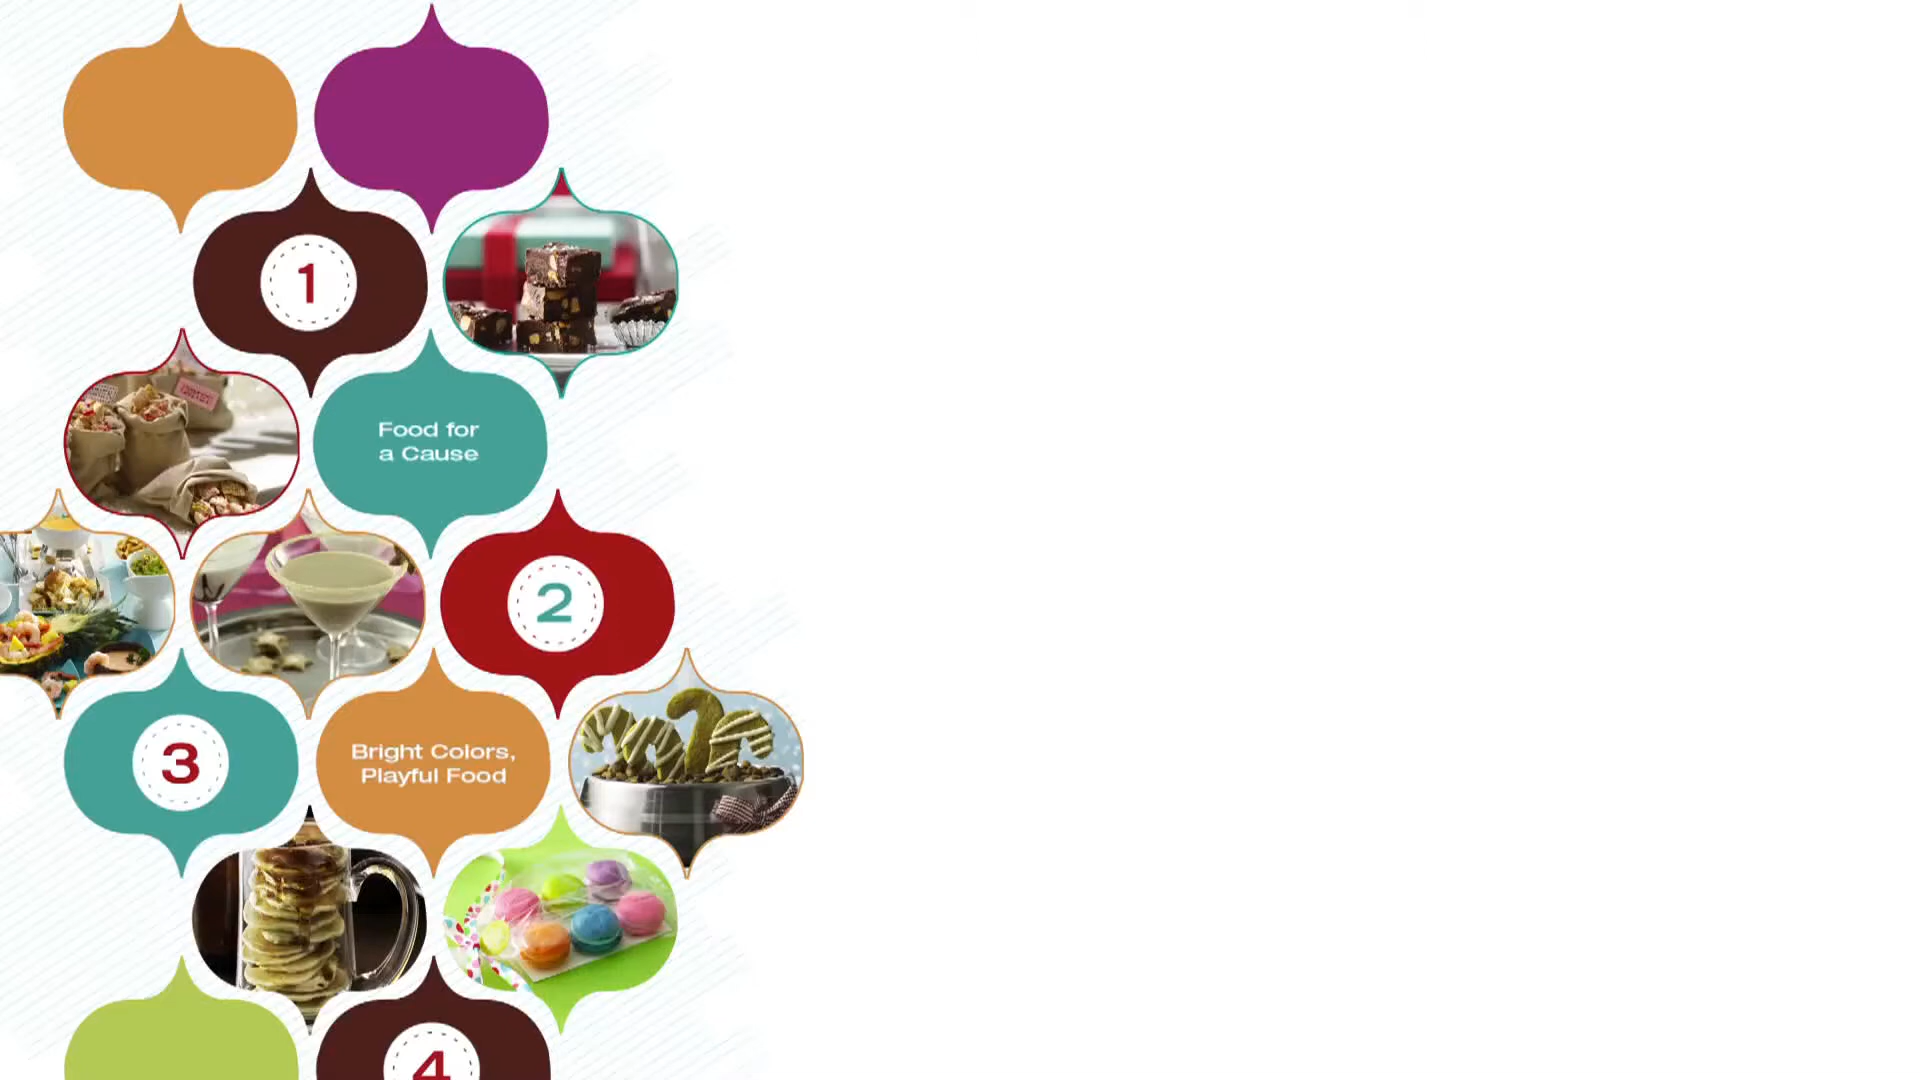 1
Food for
a Cause
2
3
Bright Colors,
Playful Food
4